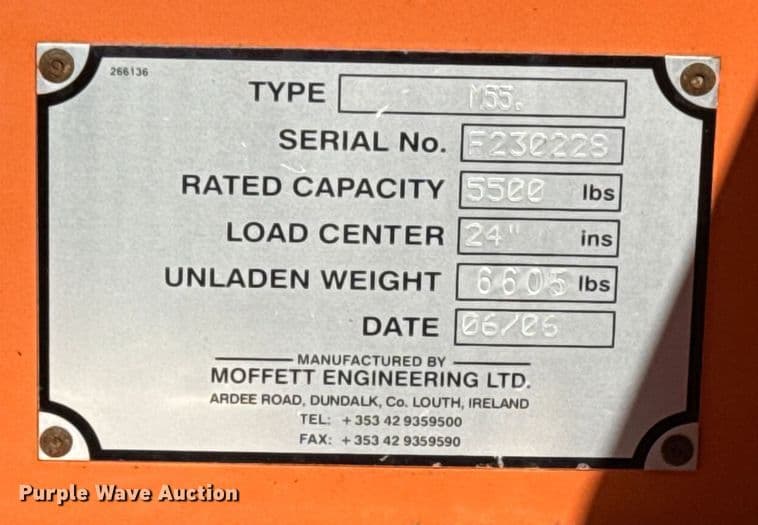 266136
TYPE M55.
SERIAL No.
RATED CAPACITY 5500 lbs
LOAD CENTER 24" ins
UNLADEN WEIGHT 6605 lbs
DATE 06/06
MANUFACTURED BY
MOFFETT ENGINEERING LTD.
ARDEE ROAD, DUNDALK, Co. LOUTH, IRELAND
TEL: +353 42 9359500
FAX: +353 42 9359590
Purple Wave Auction